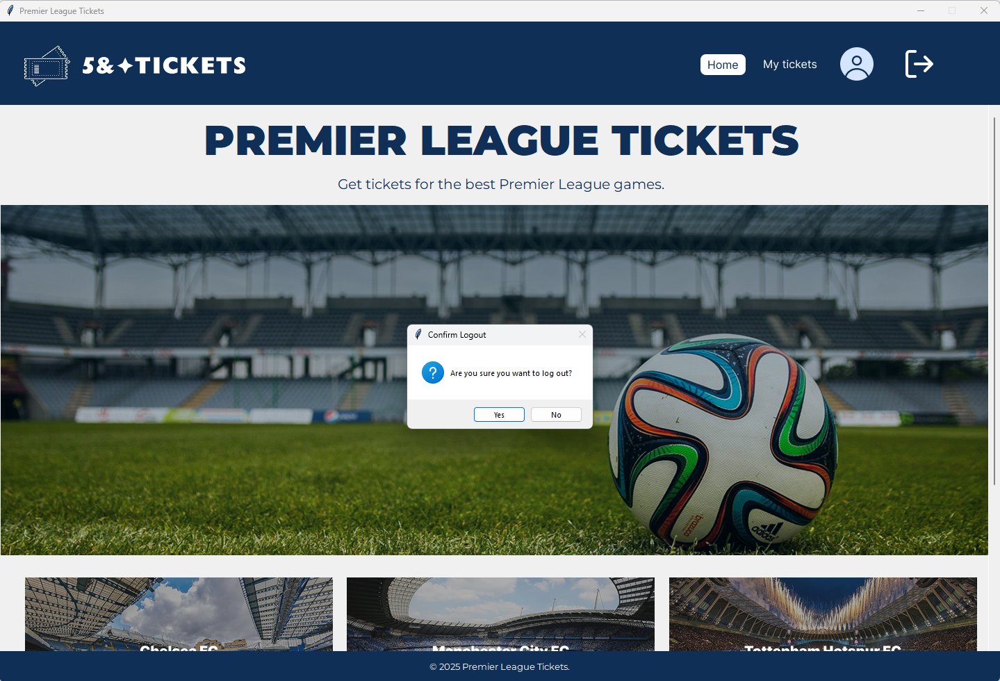 Premier League Tickets
5&✦TICKETS
Home
My tickets
PREMIER LEAGUE TICKETS
Get tickets for the best Premier League games.
Confirm Logout
Are you sure you want to log out?
Yes
No
brazuca
adidas
Chelsea FC
Manchester City FC
Tottenham Hotspur FC
© 2025 Premier League Tickets.